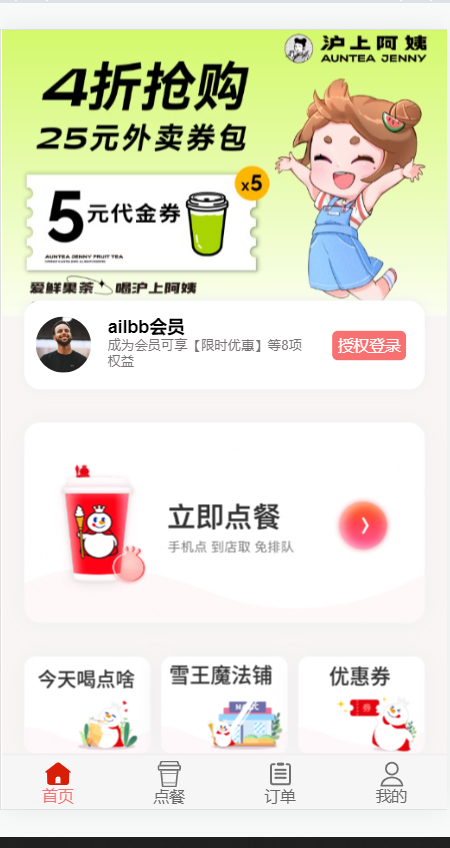 沪上阿姨
AUNTEA JENNY
4折抢购
25元外卖券包
x5
5元代金券
AUNTEA JENNY FRUIT TEA
爱鲜果茶 喝沪上阿姨
ailbb会员
成为会员可享【限时优惠】等8项
权益
授权登录
立即点餐
手机点 到店取 免排队
今天喝点啥
雪王魔法铺
优惠券
券
首页
点餐
订单
我的